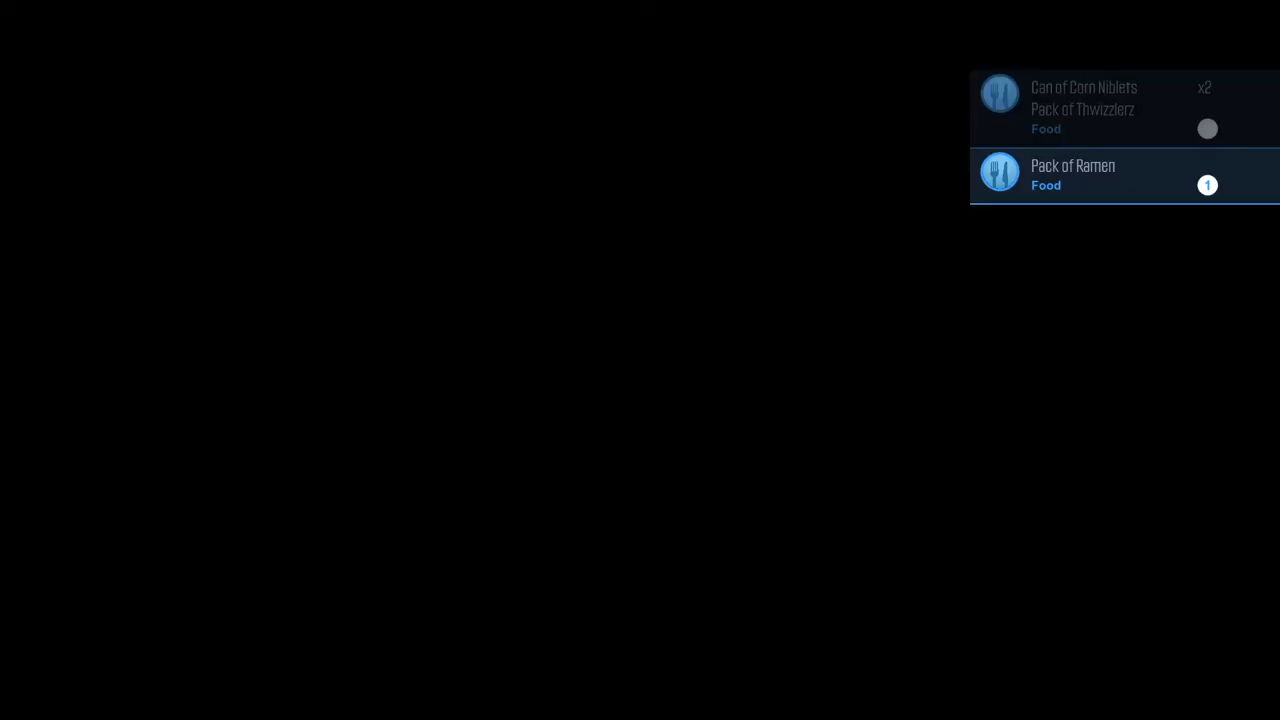 Can of Corn Niblets x2
Pack of Thwizzlerz
Food
Pack of Ramen
Food 1